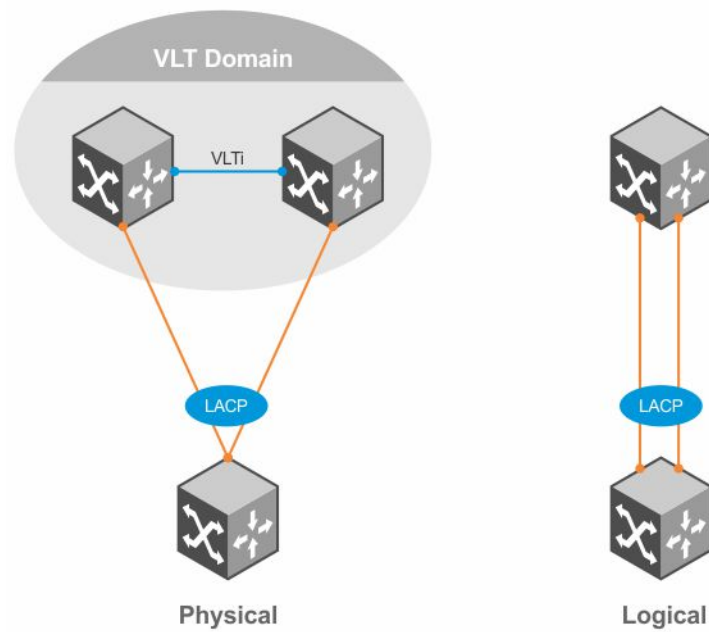 VLT Domain
VLTi
LACP
LACP
Physical
Logical